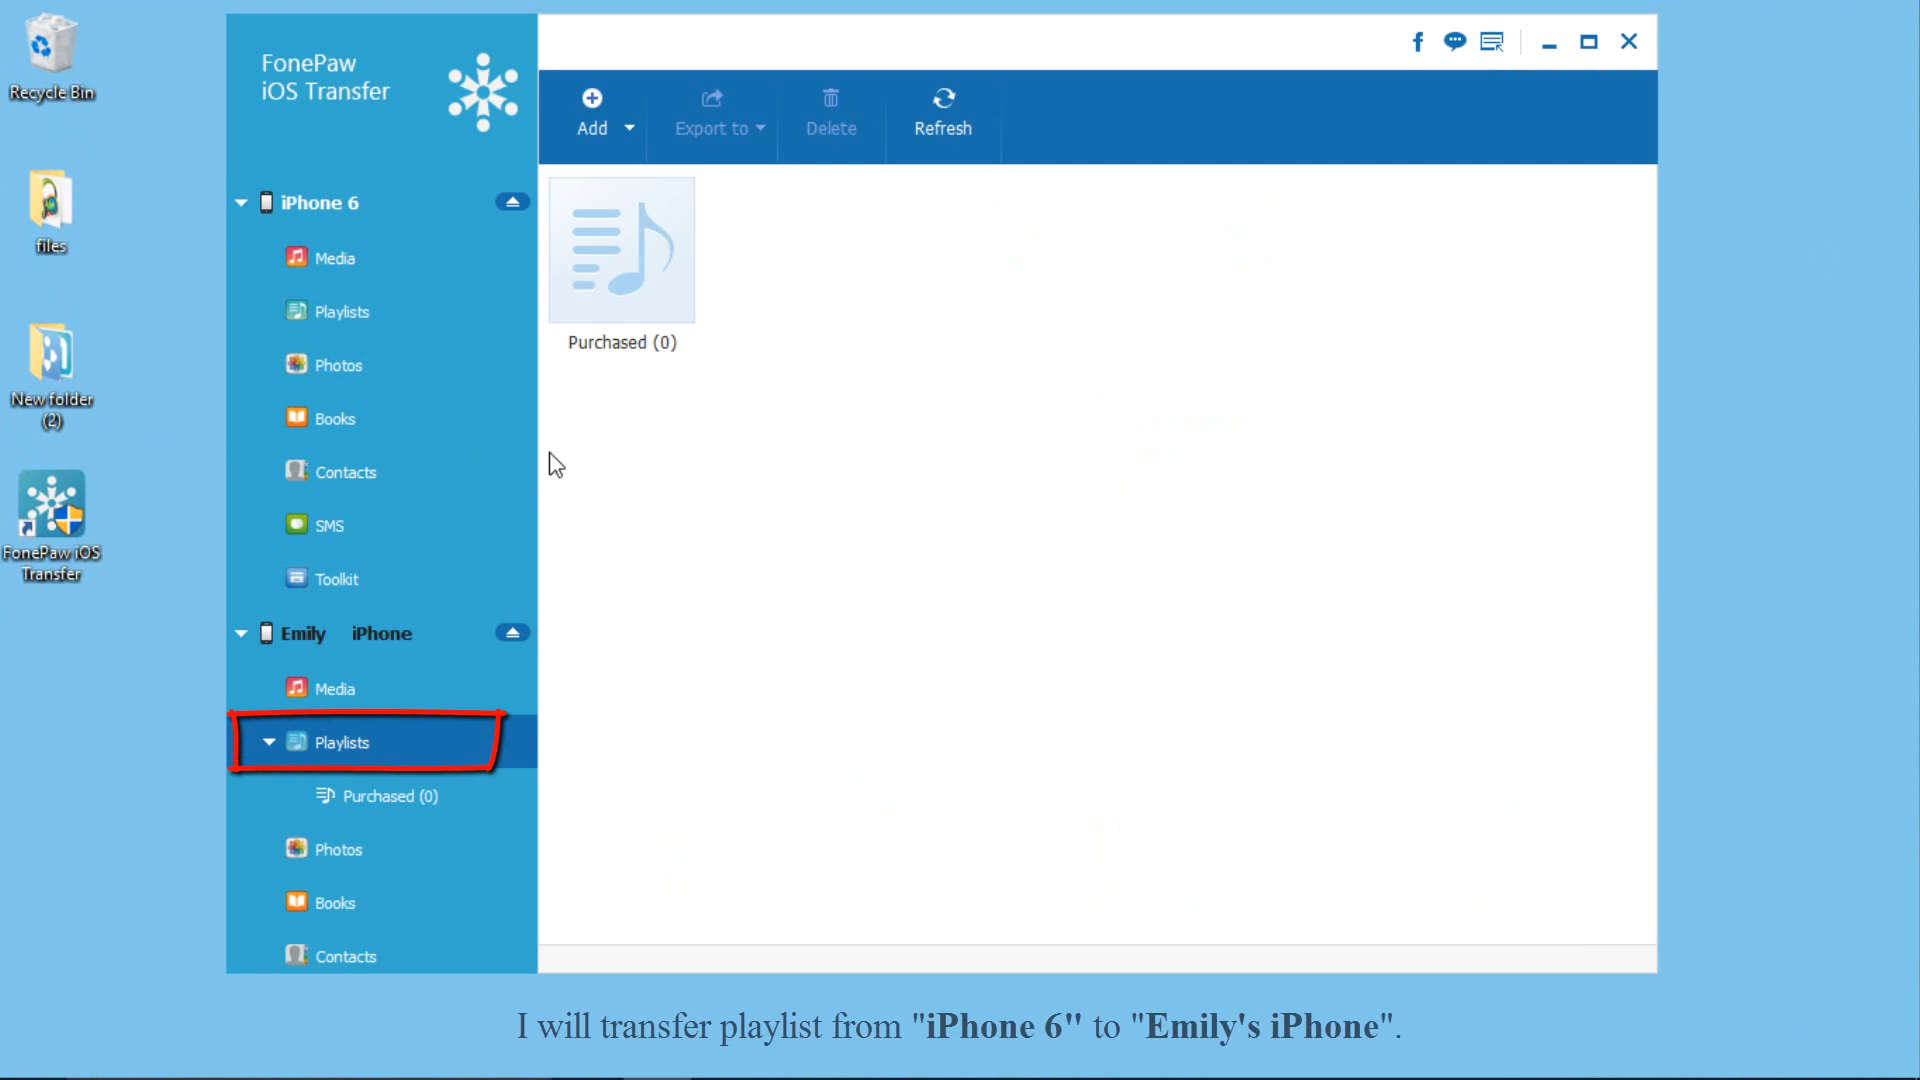 Recycle Bin
files
New folder
(2)
FonePaw iOS
Transfer
FonePaw
iOS Transfer
iPhone 6
Media
Playlists
Photos
Books
Contacts
SMS
Toolkit
Emily iPhone
Media
Playlists
Purchased (0)
Photos
Books
Contacts
Add
Export to
Delete
Refresh
Purchased (0)
I will transfer playlist from "iPhone 6" to "Emily's iPhone".